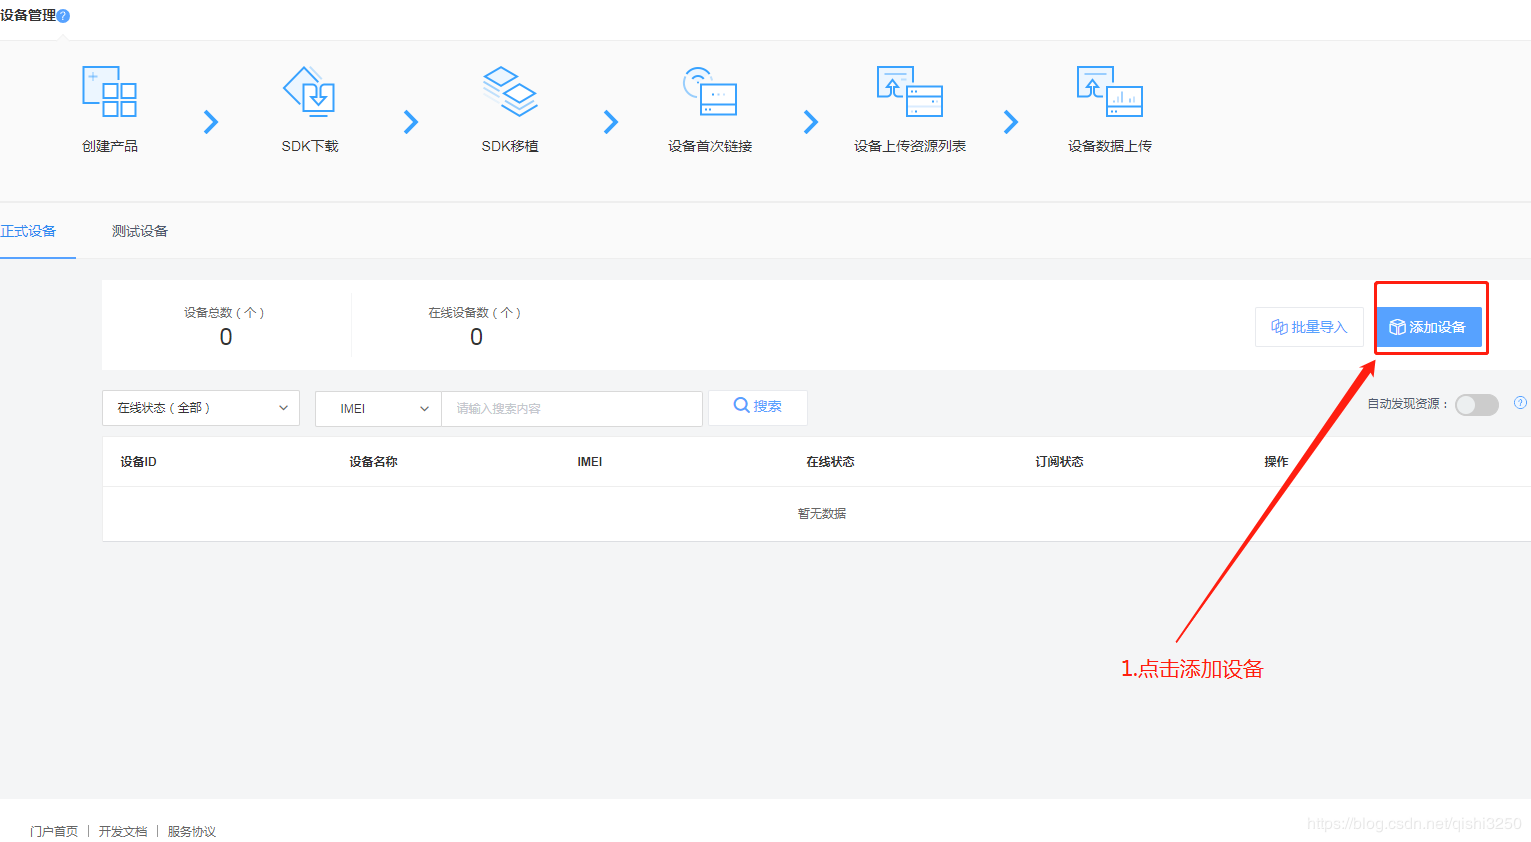 设备管理?
创建产品
SDK下载
SDK移植
设备首次链接
设备上传资源列表
设备数据上传
正式设备
测试设备
设备总数(个)
0
在线设备数(个)
0
批量导入
添加设备
在线状态(全部)
IMEI
请输入搜索内容
搜索
自动发现资源:
?
设备ID
设备名称
IMEI
在线状态
订阅状态
操作
暂无数据
1.点击添加设备
门户首页 | 开发文档 | 服务协议
https://blog.csdn.net/qishi3250